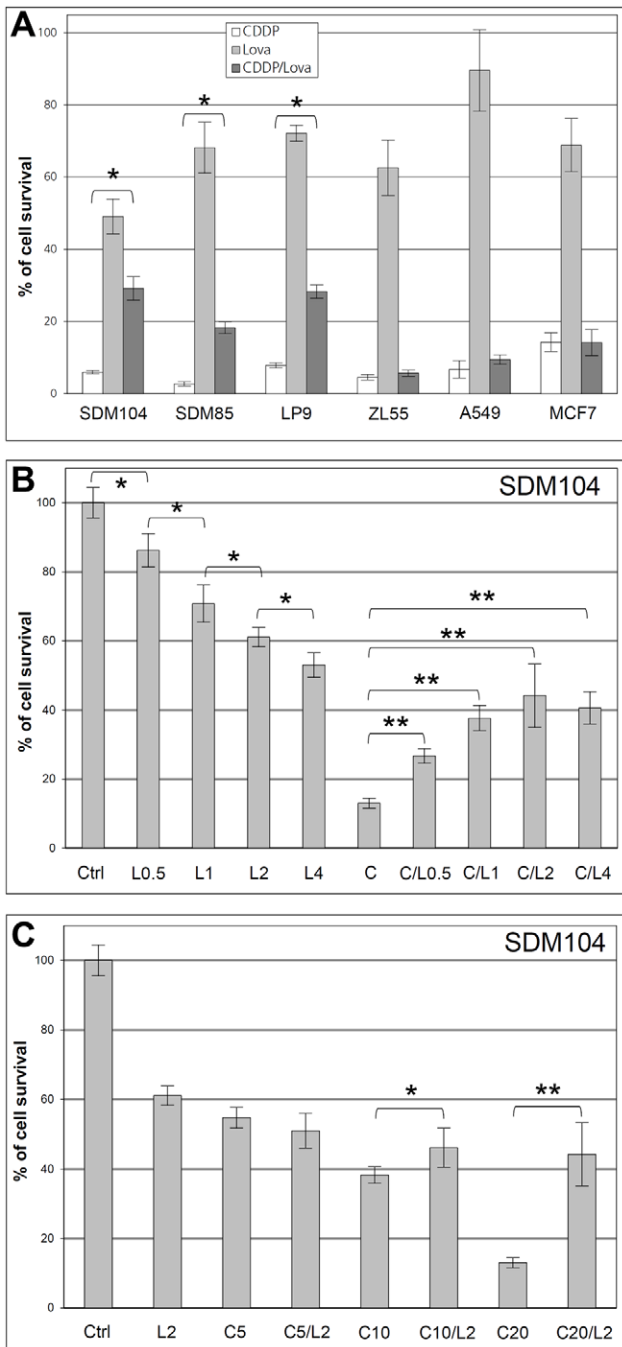 A
CDDP
Lova
CDDP/Lova
% of cell survival
100
80
60
40
20
0
* * *
SDM104 SDM85 LP9 ZL55 A549 MCF7
B
SDM104
% of cell survival
100
80
60
40
20
0
* * * *
** ** ** **
Ctrl L0.5 L1 L2 L4 C C/L0.5 C/L1 C/L2 C/L4
C
SDM104
% of cell survival
100
80
60
40
20
0
* **
Ctrl L2 C5 C5/L2 C10 C10/L2 C20 C20/L2